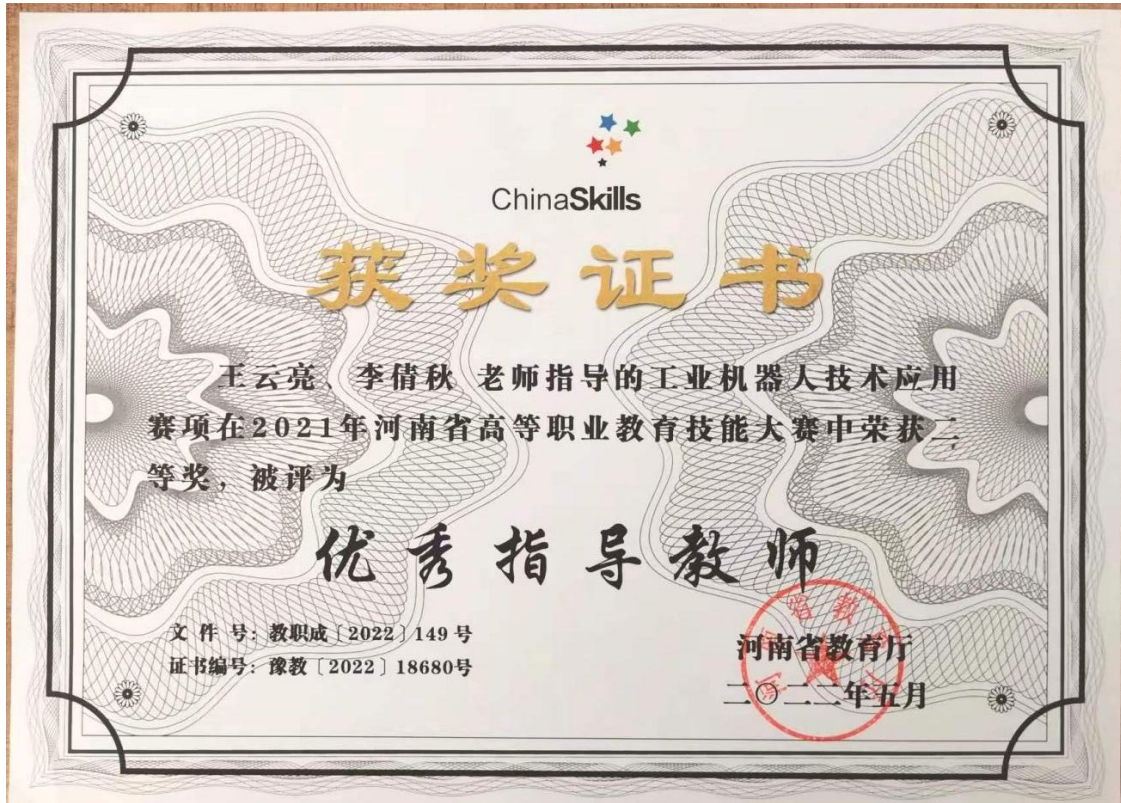 ChinaSkills
获奖证书
王云亮、李倩秋 老师指导的工业机器人技术应用
赛项在2021年河南省高等职业教育技能大赛中荣获二
等奖，被评为
优秀指导教师
文 件 号：教职成〔2022〕149号
证书编号：豫教〔2022〕18680号
河南省教育厅
二〇二二年五月